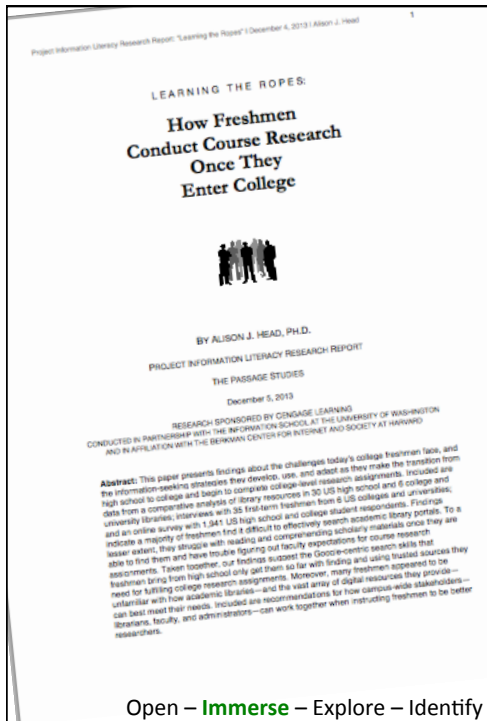 Project Information Literacy Research Report: "Learning the Ropes" | December 4, 2013 | Alison J. Head
1
LEARNING THE ROPES:
How Freshmen
Conduct Course Research
Once They
Enter College
BY ALISON J. HEAD, PH.D.
PROJECT INFORMATION LITERACY RESEARCH REPORT
THE PASSAGE STUDIES
December 5, 2013
RESEARCH SPONSORED BY CENGAGE LEARNING
CONDUCTED IN PARTNERSHIP WITH THE INFORMATION SCHOOL AT THE UNIVERSITY OF WASHINGTON
AND IN AFFILIATION WITH THE BERKMAN CENTER FOR INTERNET AND SOCIETY AT HARVARD
Abstract: This paper presents findings about the challenges today's college freshmen face, and
the information-seeking strategies they develop, use, and adapt as they make the transition from
high school to college and begin to complete college-level research assignments. Included are
data from a comparative analysis of library resources in 30 US high school and 6 college and
university libraries; interviews with 35 first-term freshmen from 6 US colleges and universities;
and an online survey with 1,941 US high school and college student respondents. Findings
indicate a majority of freshmen find it difficult to effectively search academic library portals. To a
lesser extent, they struggle with reading and comprehending scholarly materials once they are
able to find them and have trouble figuring out faculty expectations for course research
assignments. Taken together, our findings suggest the Google-centric search skills that
freshmen bring from high school only get them so far with finding and using trusted sources they
need for fulfilling college research assignments. Moreover, many freshmen appeared to be
unfamiliar with how academic libraries—and the vast array of digital resources they provide—
can best meet their needs. Included are recommendations for how campus-wide stakeholders—
librarians, faculty, and administrators—can work together when instructing freshmen to be better
researchers.
Open – Immerse – Explore – Identify